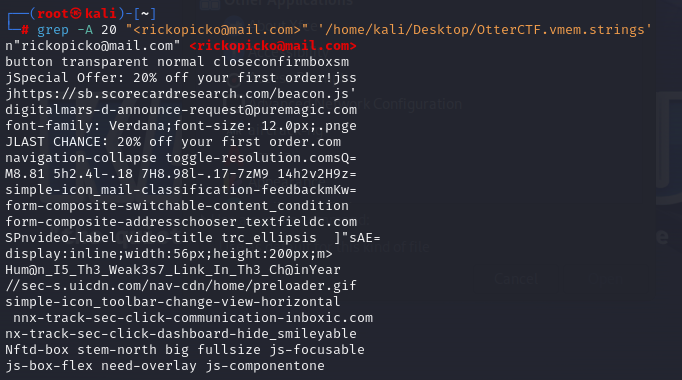 (root㉿kali)-[~]
# grep -A 20 "<rickopicko@mail.com>" '/home/kali/Desktop/OtterCTF.vmem.strings'
n"rickopicko@mail.com" <rickopicko@mail.com>
button transparent normal closeconfirmboxsm
jSpecial Offer: 20% off your first order!jss
jhttps://sb.scorecardresearch.com/beacon.js'
digitalmars-d-announce-request@puremagic.com
font-family: Verdana;font-size: 12.0px;.pnge
JLAST CHANCE: 20% off your first order.com
navigation-collapse toggle-resolution.comsQ=
M8.81 5h2.4l-.18 7H8.98l-.17-7zM9 14h2v2H9z=
simple-icon_mail-classification-feedbackmKw=
form-composite-switchable-content_condition
form-composite-addresschooser_textfieldc.com
SPnvideo-label video-title trc_ellipsis  ]"sAE=
display:inline;width:56px;height:200px;m>
Hum@n_I5_Th3_Weak3s7_Link_In_Th3_Ch@inYear
//sec-s.uicdn.com/nav-cdn/home/preloader.gif
simple-icon_toolbar-change-view-horizontal
 nnx-track-sec-click-communication-inboxic.com
nx-track-sec-click-dashboard-hide_smileyable
Nftd-box stem-north big fullsize js-focusable
js-box-flex need-overlay js-componentone